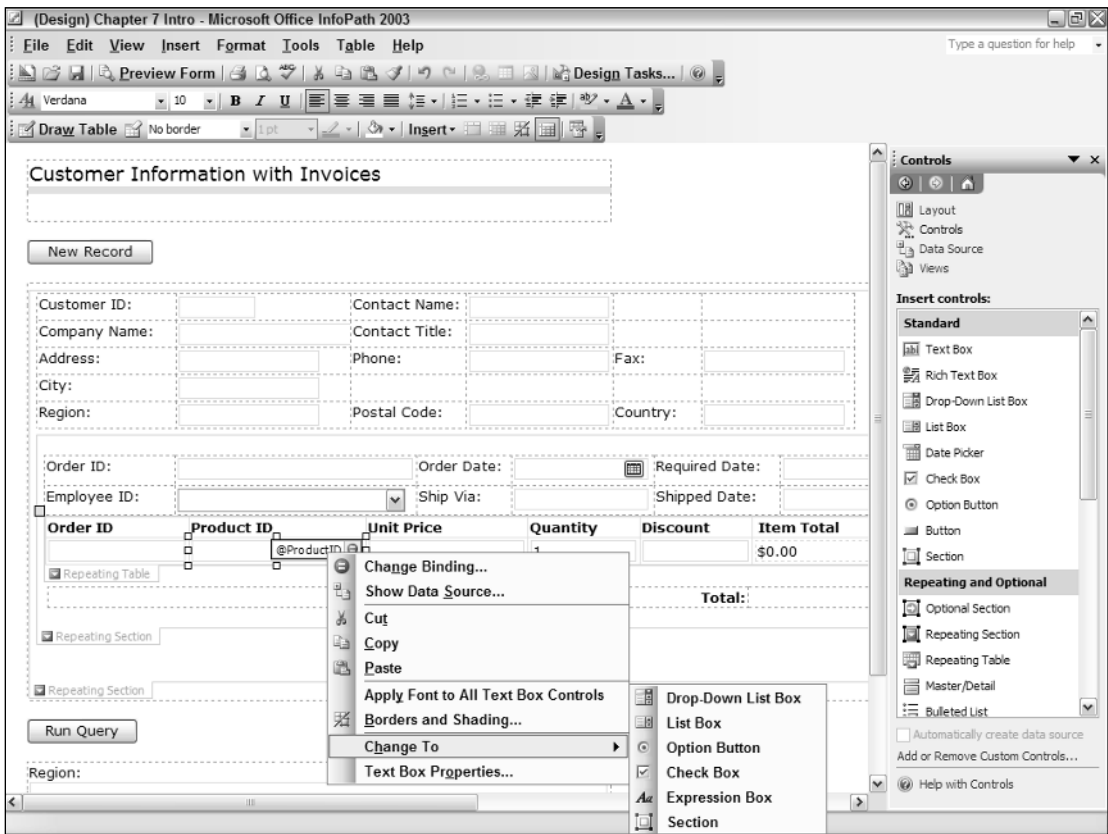 (Design) Chapter 7 Intro - Microsoft Office InfoPath 2003
File Edit View Insert Format Tools Table Help
Type a question for help
Preview Form
Design Tasks...
Verdana 10 B I U
Draw Table No border 1 pt Insert
Customer Information with Invoices
New Record
Customer ID: Contact Name:
Company Name: Contact Title:
Address: Phone: Fax:
City:
Region: Postal Code: Country:
Order ID: Order Date: Required Date:
Employee ID: Ship Via: Shipped Date:
Order ID Product ID Unit Price Quantity Discount Item Total
@ProductID 1 $0.00
Repeating Table
Total:
Repeating Section
Repeating Section
Run Query
Region:
Change Binding...
Show Data Source...
Cut
Copy
Paste
Apply Font to All Text Box Controls
Borders and Shading...
Change To
Text Box Properties...
Drop-Down List Box
List Box
Option Button
Check Box
Aa Expression Box
Section
Controls
Layout
Controls
Data Source
Views
Insert controls:
Standard
Text Box
Rich Text Box
Drop-Down List Box
List Box
Date Picker
Check Box
Option Button
Button
Section
Repeating and Optional
Optional Section
Repeating Section
Repeating Table
Master/Detail
Bulleted List
Automatically create data source
Add or Remove Custom Controls...
Help with Controls